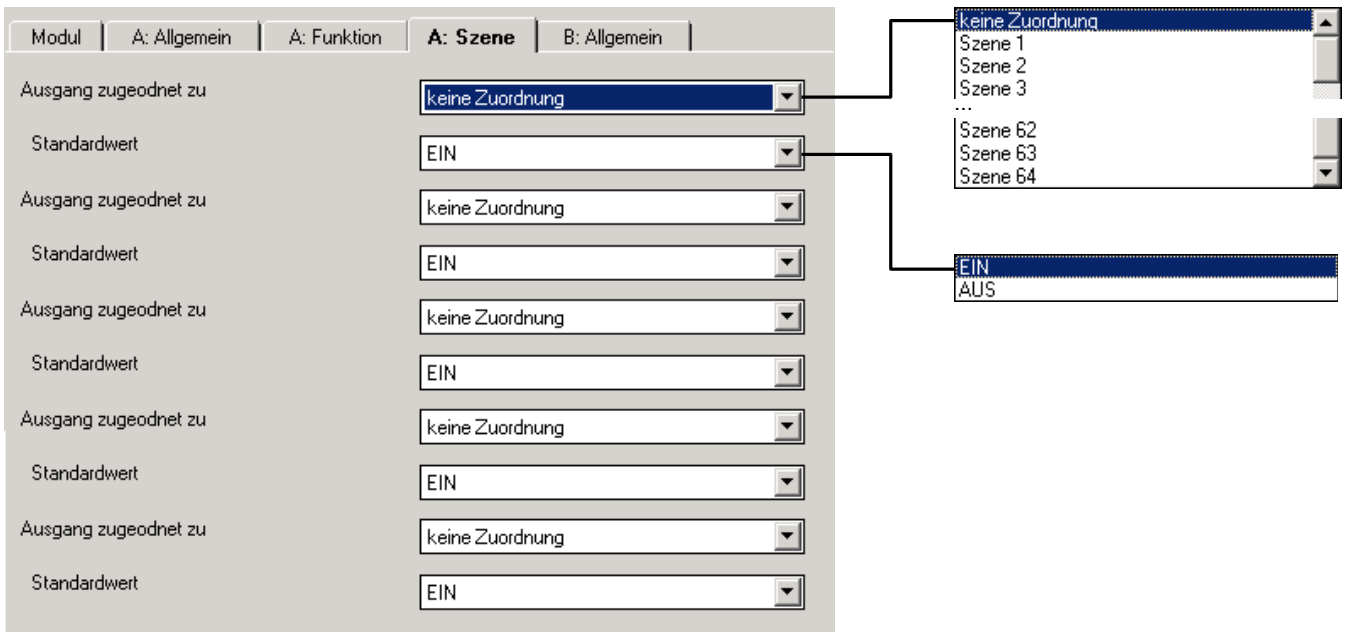 Modul A: Allgemein A: Funktion A: Szene B: Allgemein
Ausgang zugeodnet zu keine Zuordnung
Standardwert EIN
Ausgang zugeodnet zu keine Zuordnung
Standardwert EIN
Ausgang zugeodnet zu keine Zuordnung
Standardwert EIN
Ausgang zugeodnet zu keine Zuordnung
Standardwert EIN
Ausgang zugeodnet zu keine Zuordnung
Standardwert EIN
keine Zuordnung
Szene 1
Szene 2
Szene 3
...
Szene 62
Szene 63
Szene 64
EIN
AUS